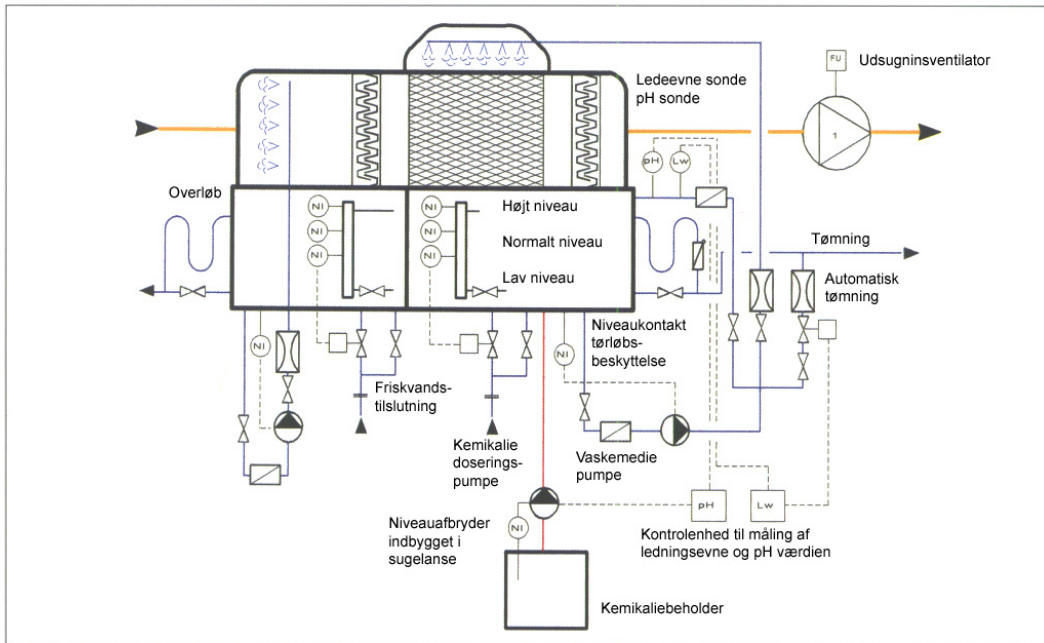 FU
Udsugninsventilator
1
Ledeevne sonde
pH sonde
pH
Lw
Overløb
NI
NI
NI
NI
NI
NI
Højt niveau
Normalt niveau
Lav niveau
Tømning
Automatisk
tømning
NI
NI
Niveaukontakt
tørløbs-
beskyttelse
Friskvands-
tilslutning
Kemikalie
doserings-
pumpe
Vaskemedie
pumpe
pH
Lw
Kontrolenhed til måling af
ledningsevne og pH værdien
Niveauafbryder
indbygget i
sugelanse
NI
Kemikaliebeholder